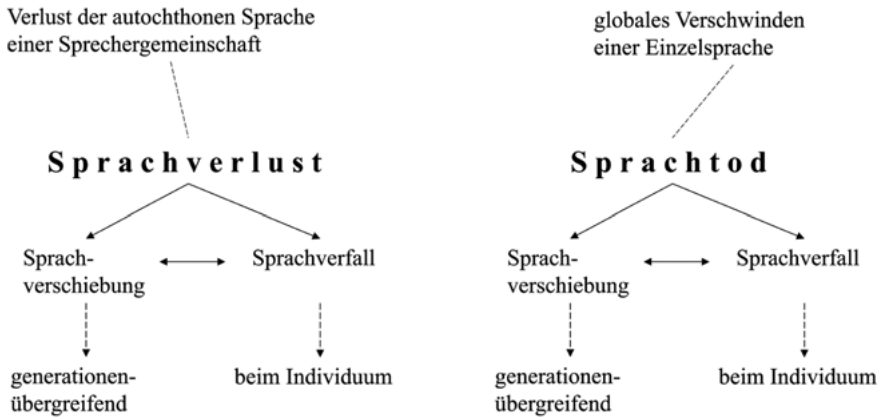 Verlust der autochthonen Sprache
einer Sprechergemeinschaft
Sprachverlust
Sprach-
verschiebung
Sprachverfall
generationen-
übergreifend
beim Individuum
globales Verschwinden
einer Einzelsprache
Sprachtod
Sprach-
verschiebung
Sprachverfall
generationen-
übergreifend
beim Individuum